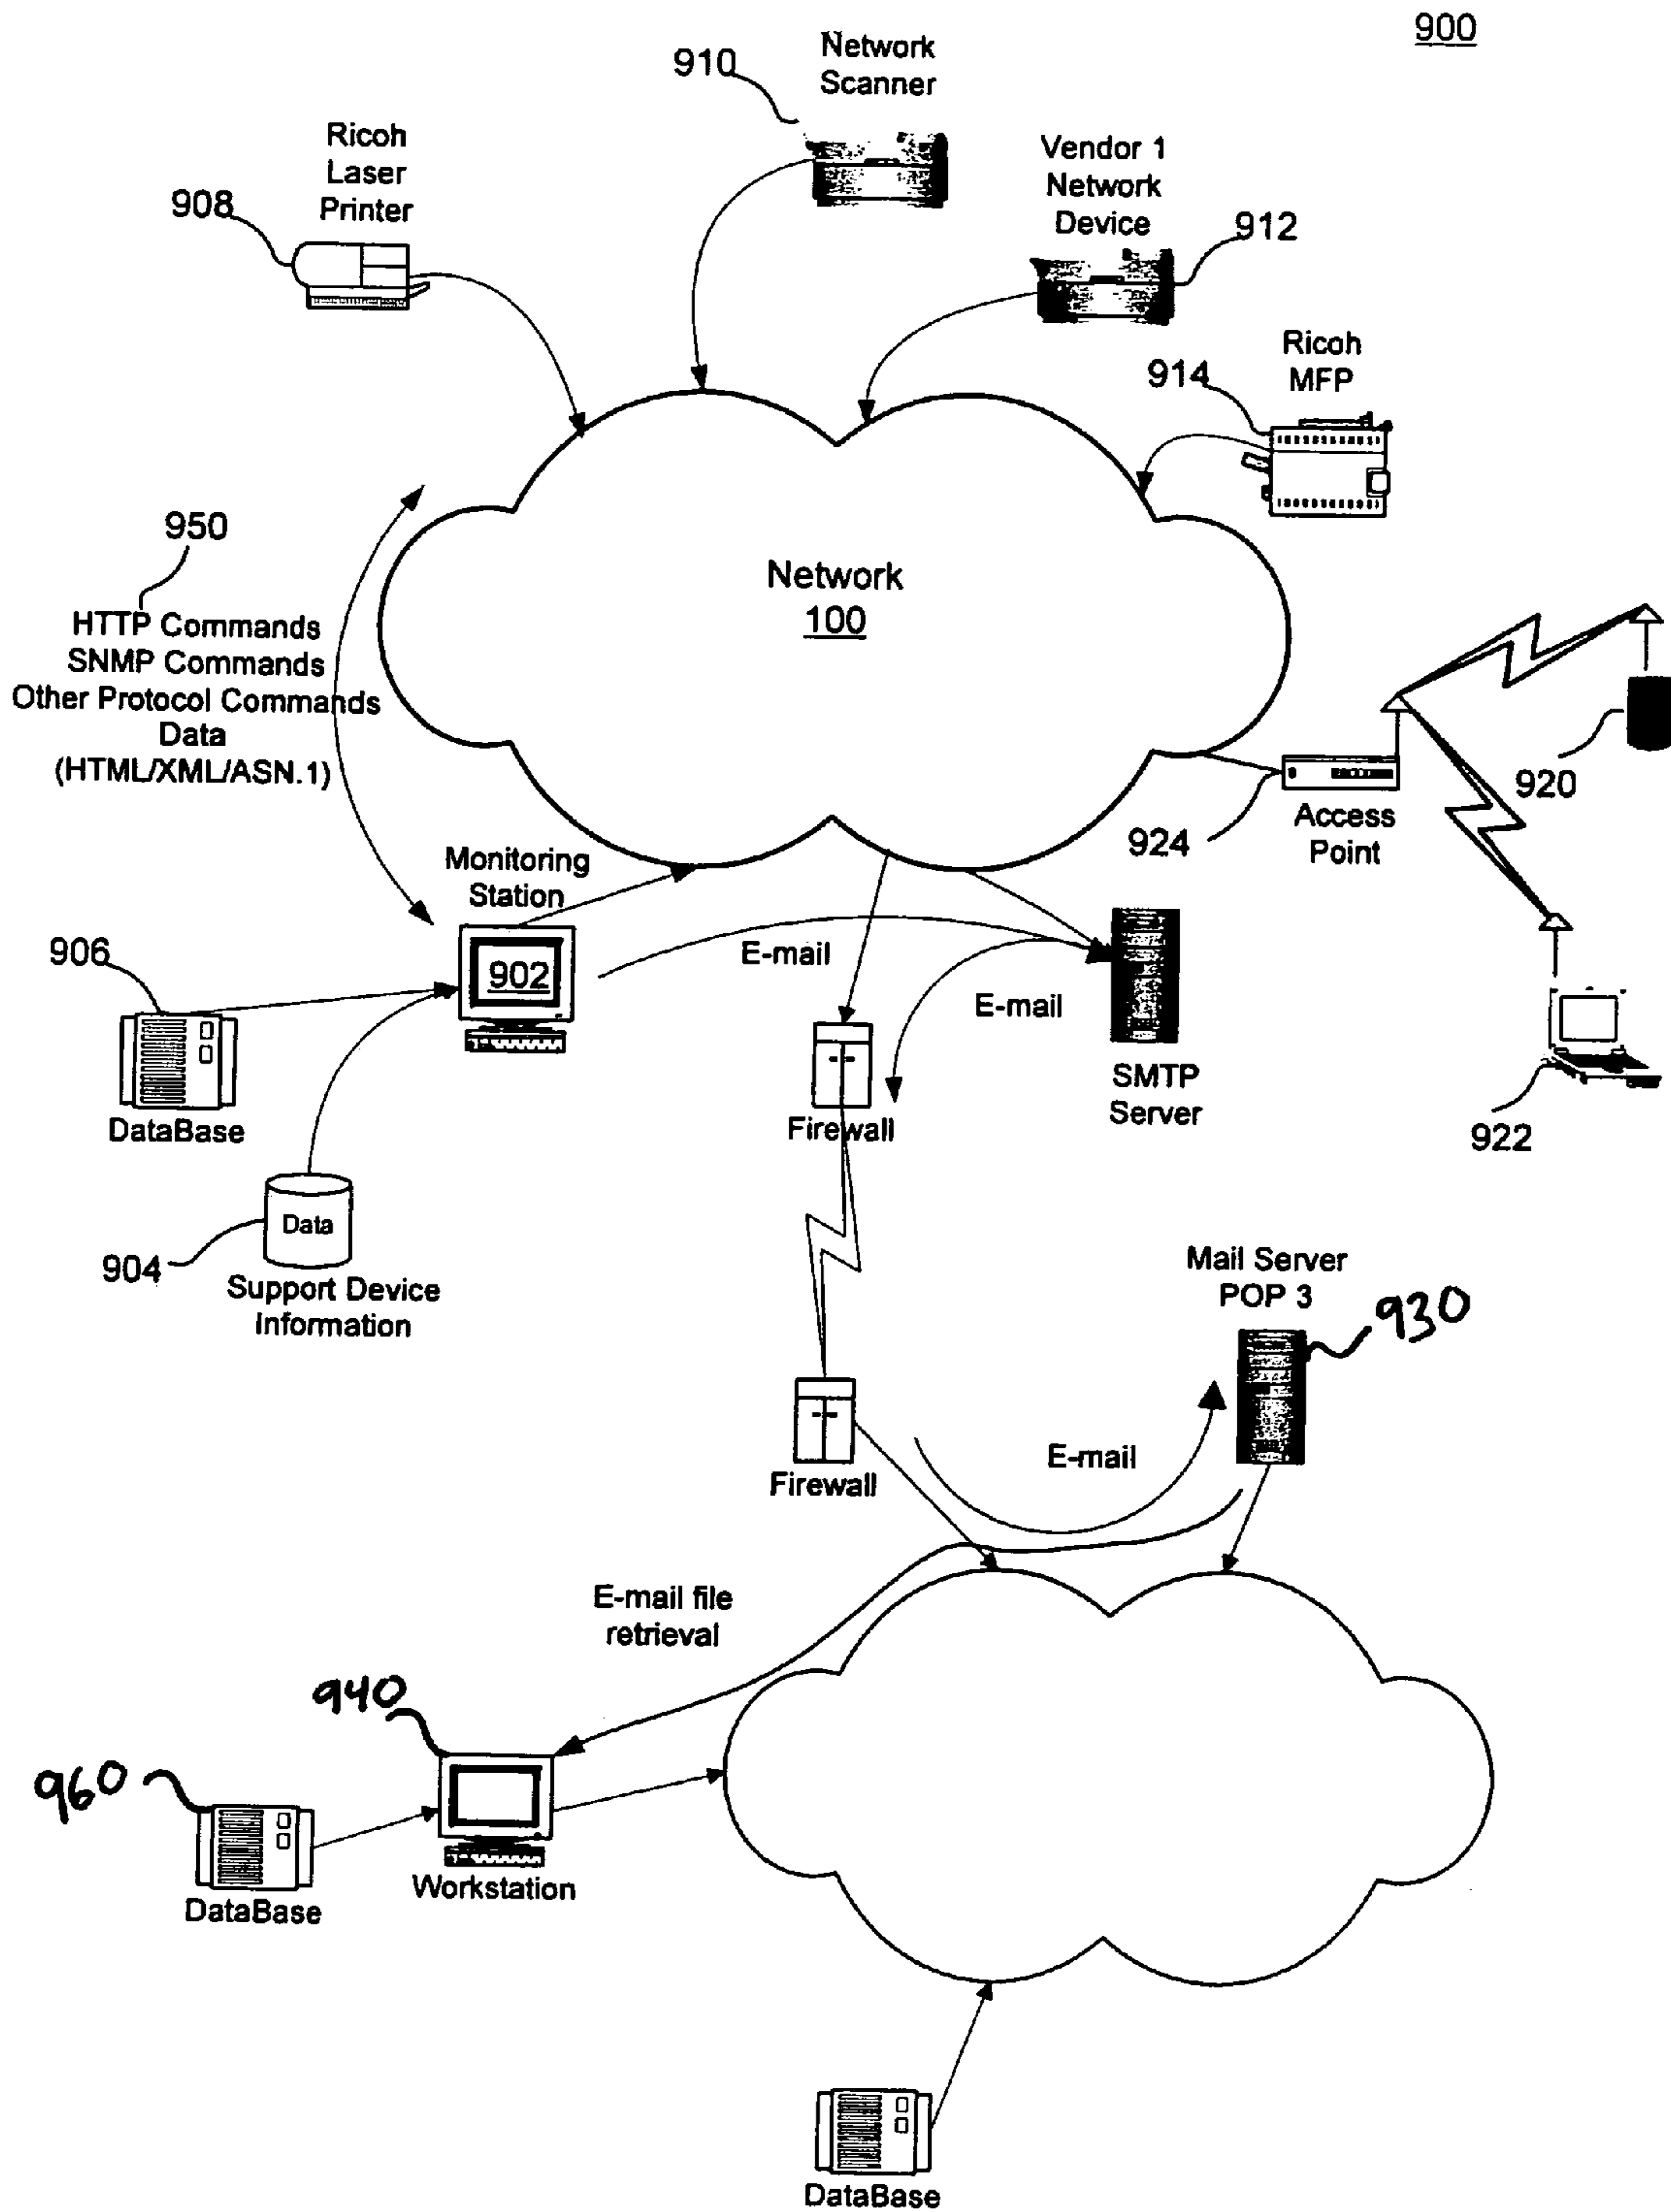 900
910
Network
Scanner
Ricoh
Laser
Printer
908
Vendor 1
Network
Device
912
Ricoh
MFP
914
950
HTTP Commands
SNMP Commands
Other Protocol Commands
Data
(HTML/XML/ASN.1)
Network
100
920
924
Access
Point
Monitoring
Station
902
906
DataBase
E-mail
E-mail
SMTP
Server
Firewall
922
Data
904
Support Device
Information
Mail Server
POP 3
930
Firewall
E-mail
E-mail file
retrieval
940
960
Workstation
DataBase
DataBase